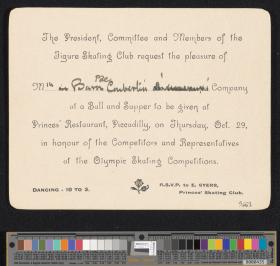 The President, Committee and Members of the
Figure Skating Club request the pleasure of
M Baron Coubertin Company
at a Ball and Supper to be given at
Princes' Restaurant, Piccadilly, on Thursday, Oct. 29,
in honour of the Competitors and Representatives
of the Olympic Skating Competitions.
DANCING - 10 TO 3.
R.S.V.P. to E. SYERS,
Princes' Skating Club.